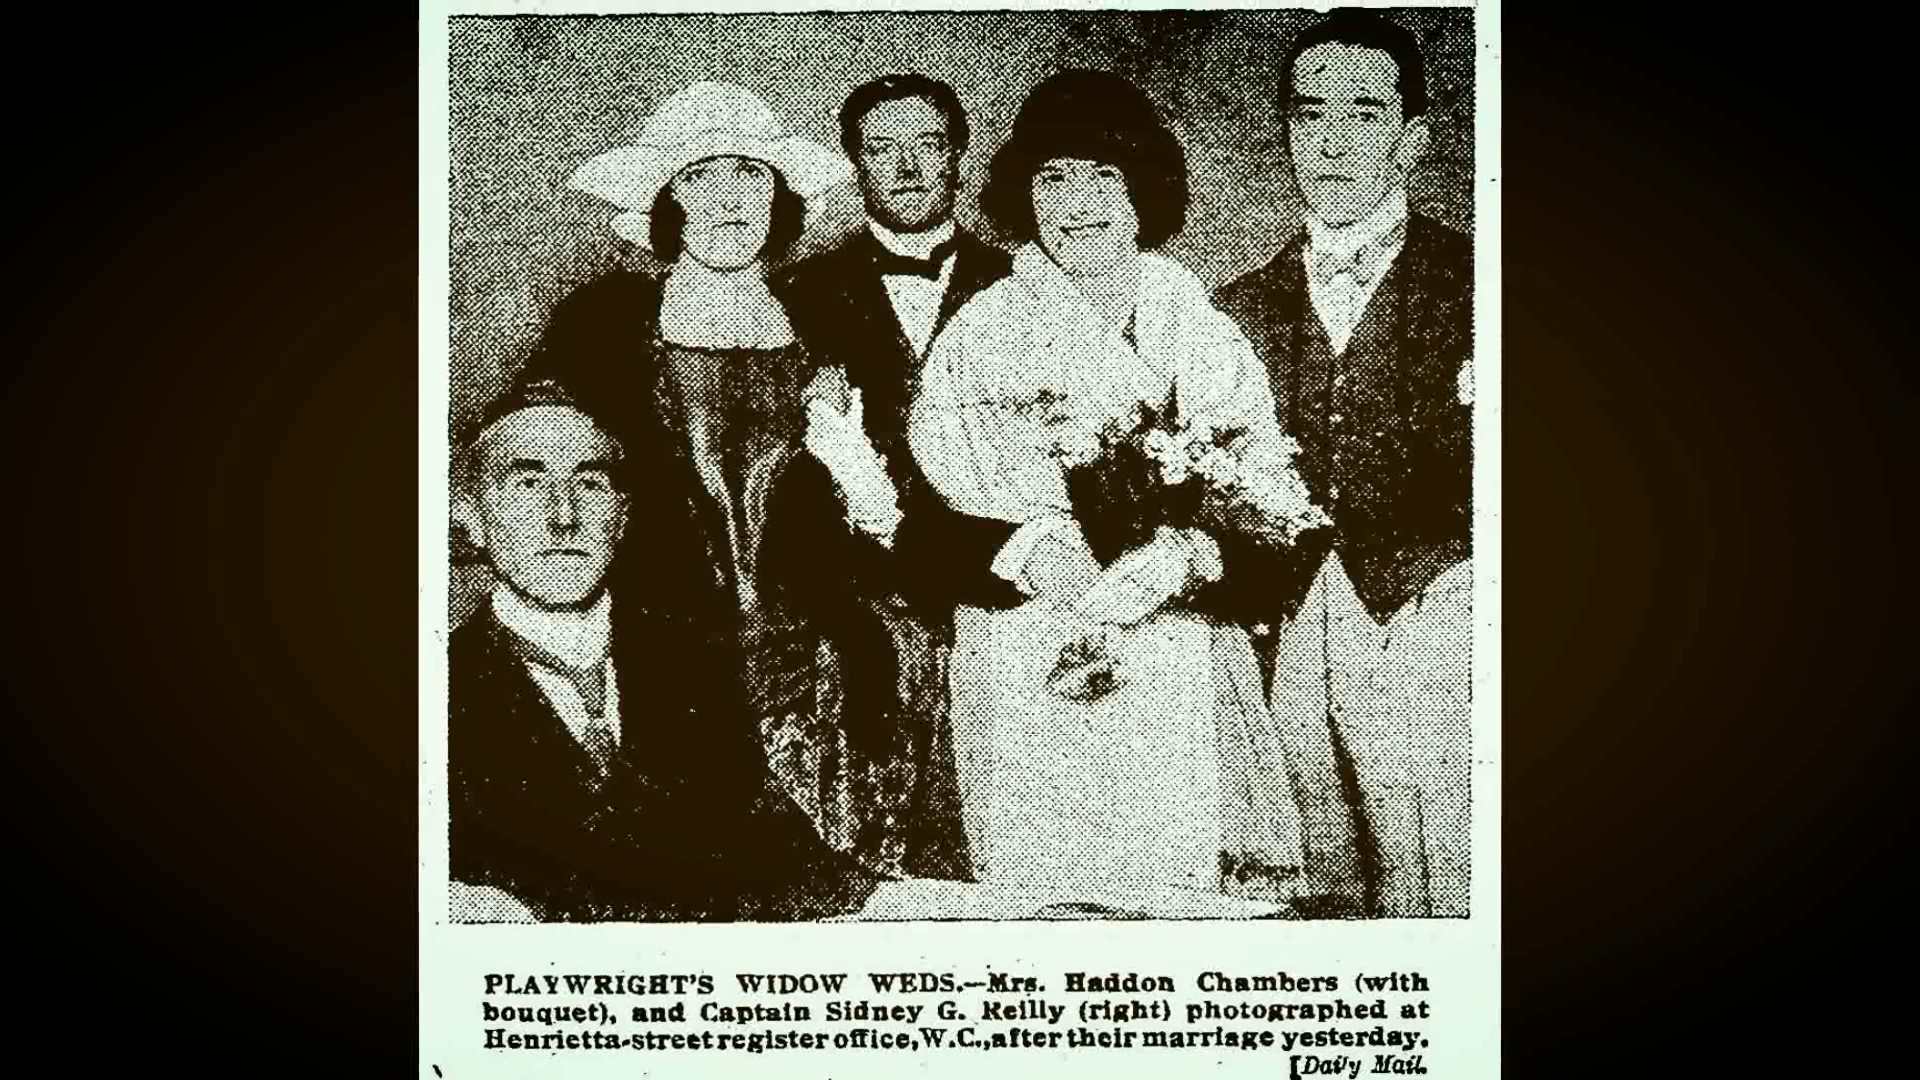 PLAYWRIGHT'S WIDOW WEDS.—Mrs. Haddon Chambers (with
bouquet), and Captain Sidney G. Reilly (right) photographed at
Henrietta-street register office, W.C., after their marriage yesterday.
[Daily Mail.